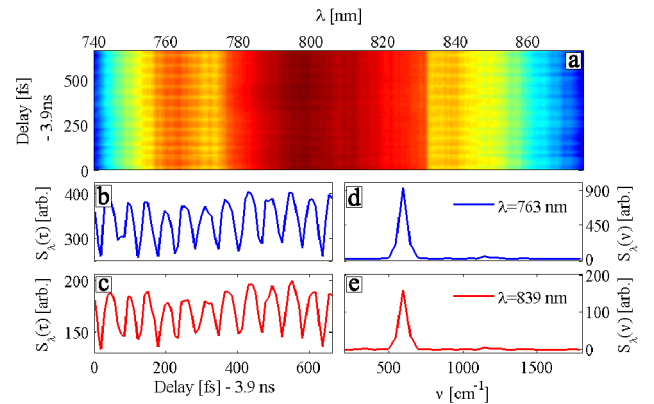 λ [nm]
740 760 780 800 820 840 860
a
Delay [fs]
- 3.9ns
600
500
250
0
b
S_λ(τ) [arb.]
400
300
d
λ=763 nm
900
450
0
S_λ(ν) [arb.]
c
S_λ(τ) [arb.]
200
150
e
λ=839 nm
200
100
0
S_λ(ν) [arb.]
0 200 400 600
Delay [fs] - 3.9 ns
500 1000 1500
ν [cm⁻¹]